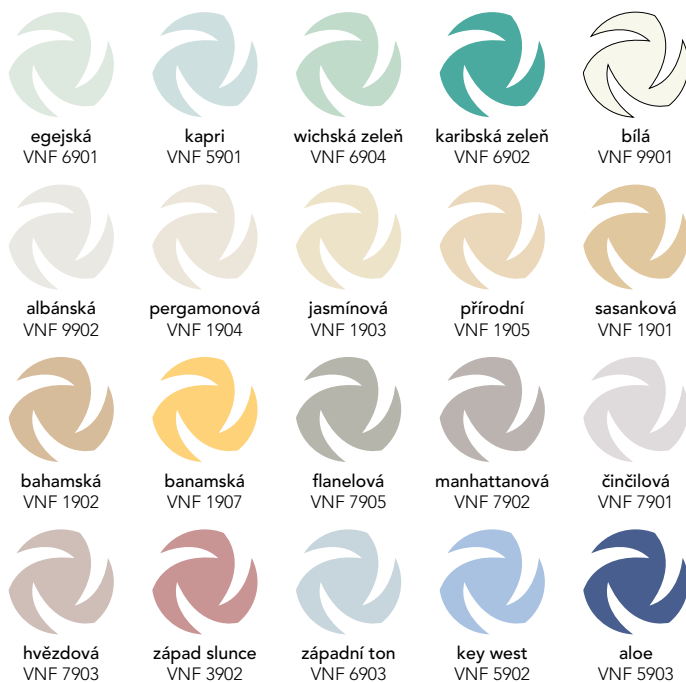 egejská
VNF 6901
kapri
VNF 5901
wichská zeleň
VNF 6904
karibská zeleň
VNF 6902
bílá
VNF 9901
albánská
VNF 9902
pergamonová
VNF 1904
jasmínová
VNF 1903
přírodní
VNF 1905
sasanková
VNF 1901
bahamská
VNF 1902
banamská
VNF 1907
flanelová
VNF 7905
manhattanová
VNF 7902
činčilová
VNF 7901
hvězdová
VNF 7903
západ slunce
VNF 3902
západní ton
VNF 6903
key west
VNF 5902
aloe
VNF 5903